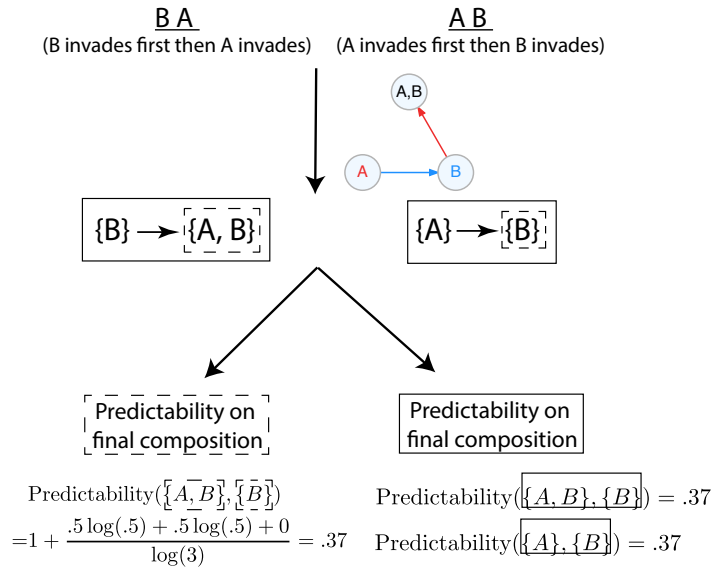 B A
(B invades first then A invades)
A B
(A invades first then B invades)
A,B
A
B
{B} → {A, B}
{A} → {B}
Predictability on
final composition
Predictability on
final composition
Predictability({A, B}, {B})
=1 + .5 log(.5) + .5 log(.5) + 0 / log(3) = .37
Predictability({A, B}, {B}) = .37
Predictability({A}, {B}) = .37